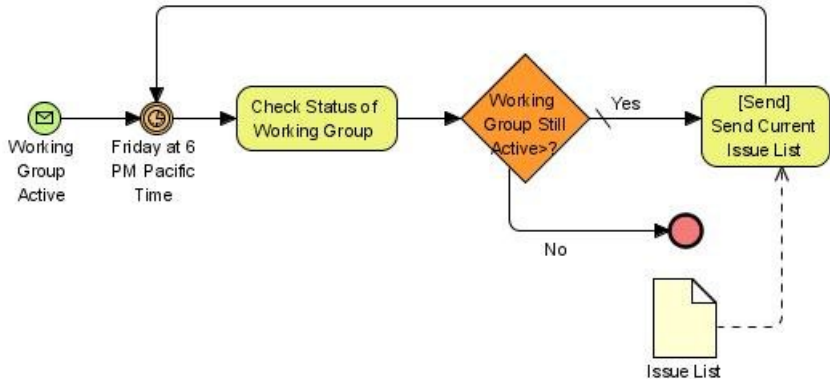 Working
Group
Active
Friday at 6
PM Pacific
Time
Check Status of
Working Group
Working
Group Still
Active>?
Yes
No
[Send]
Send Current
Issue List
Issue List